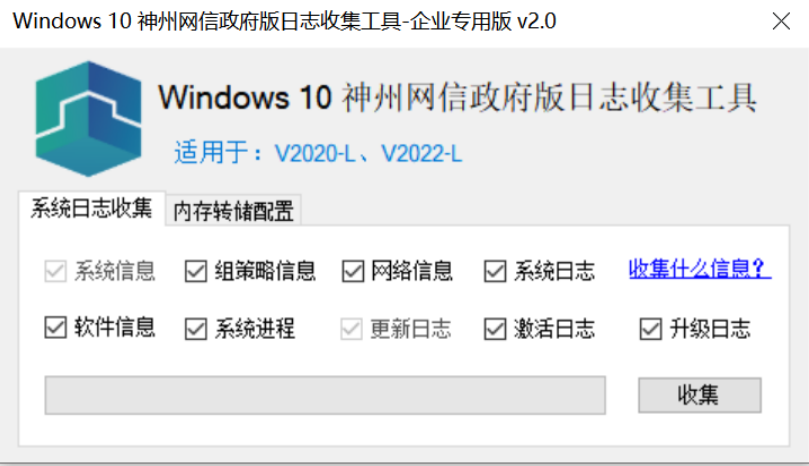 Windows 10 神州网信政府版日志收集工具-企业专用版 v2.0
Windows 10 神州网信政府版日志收集工具
适用于：V2020-L、V2022-L
系统日志收集 内存转储配置
系统信息 组策略信息 网络信息 系统日志 收集什么信息？
软件信息 系统进程 更新日志 激活日志 升级日志
收集